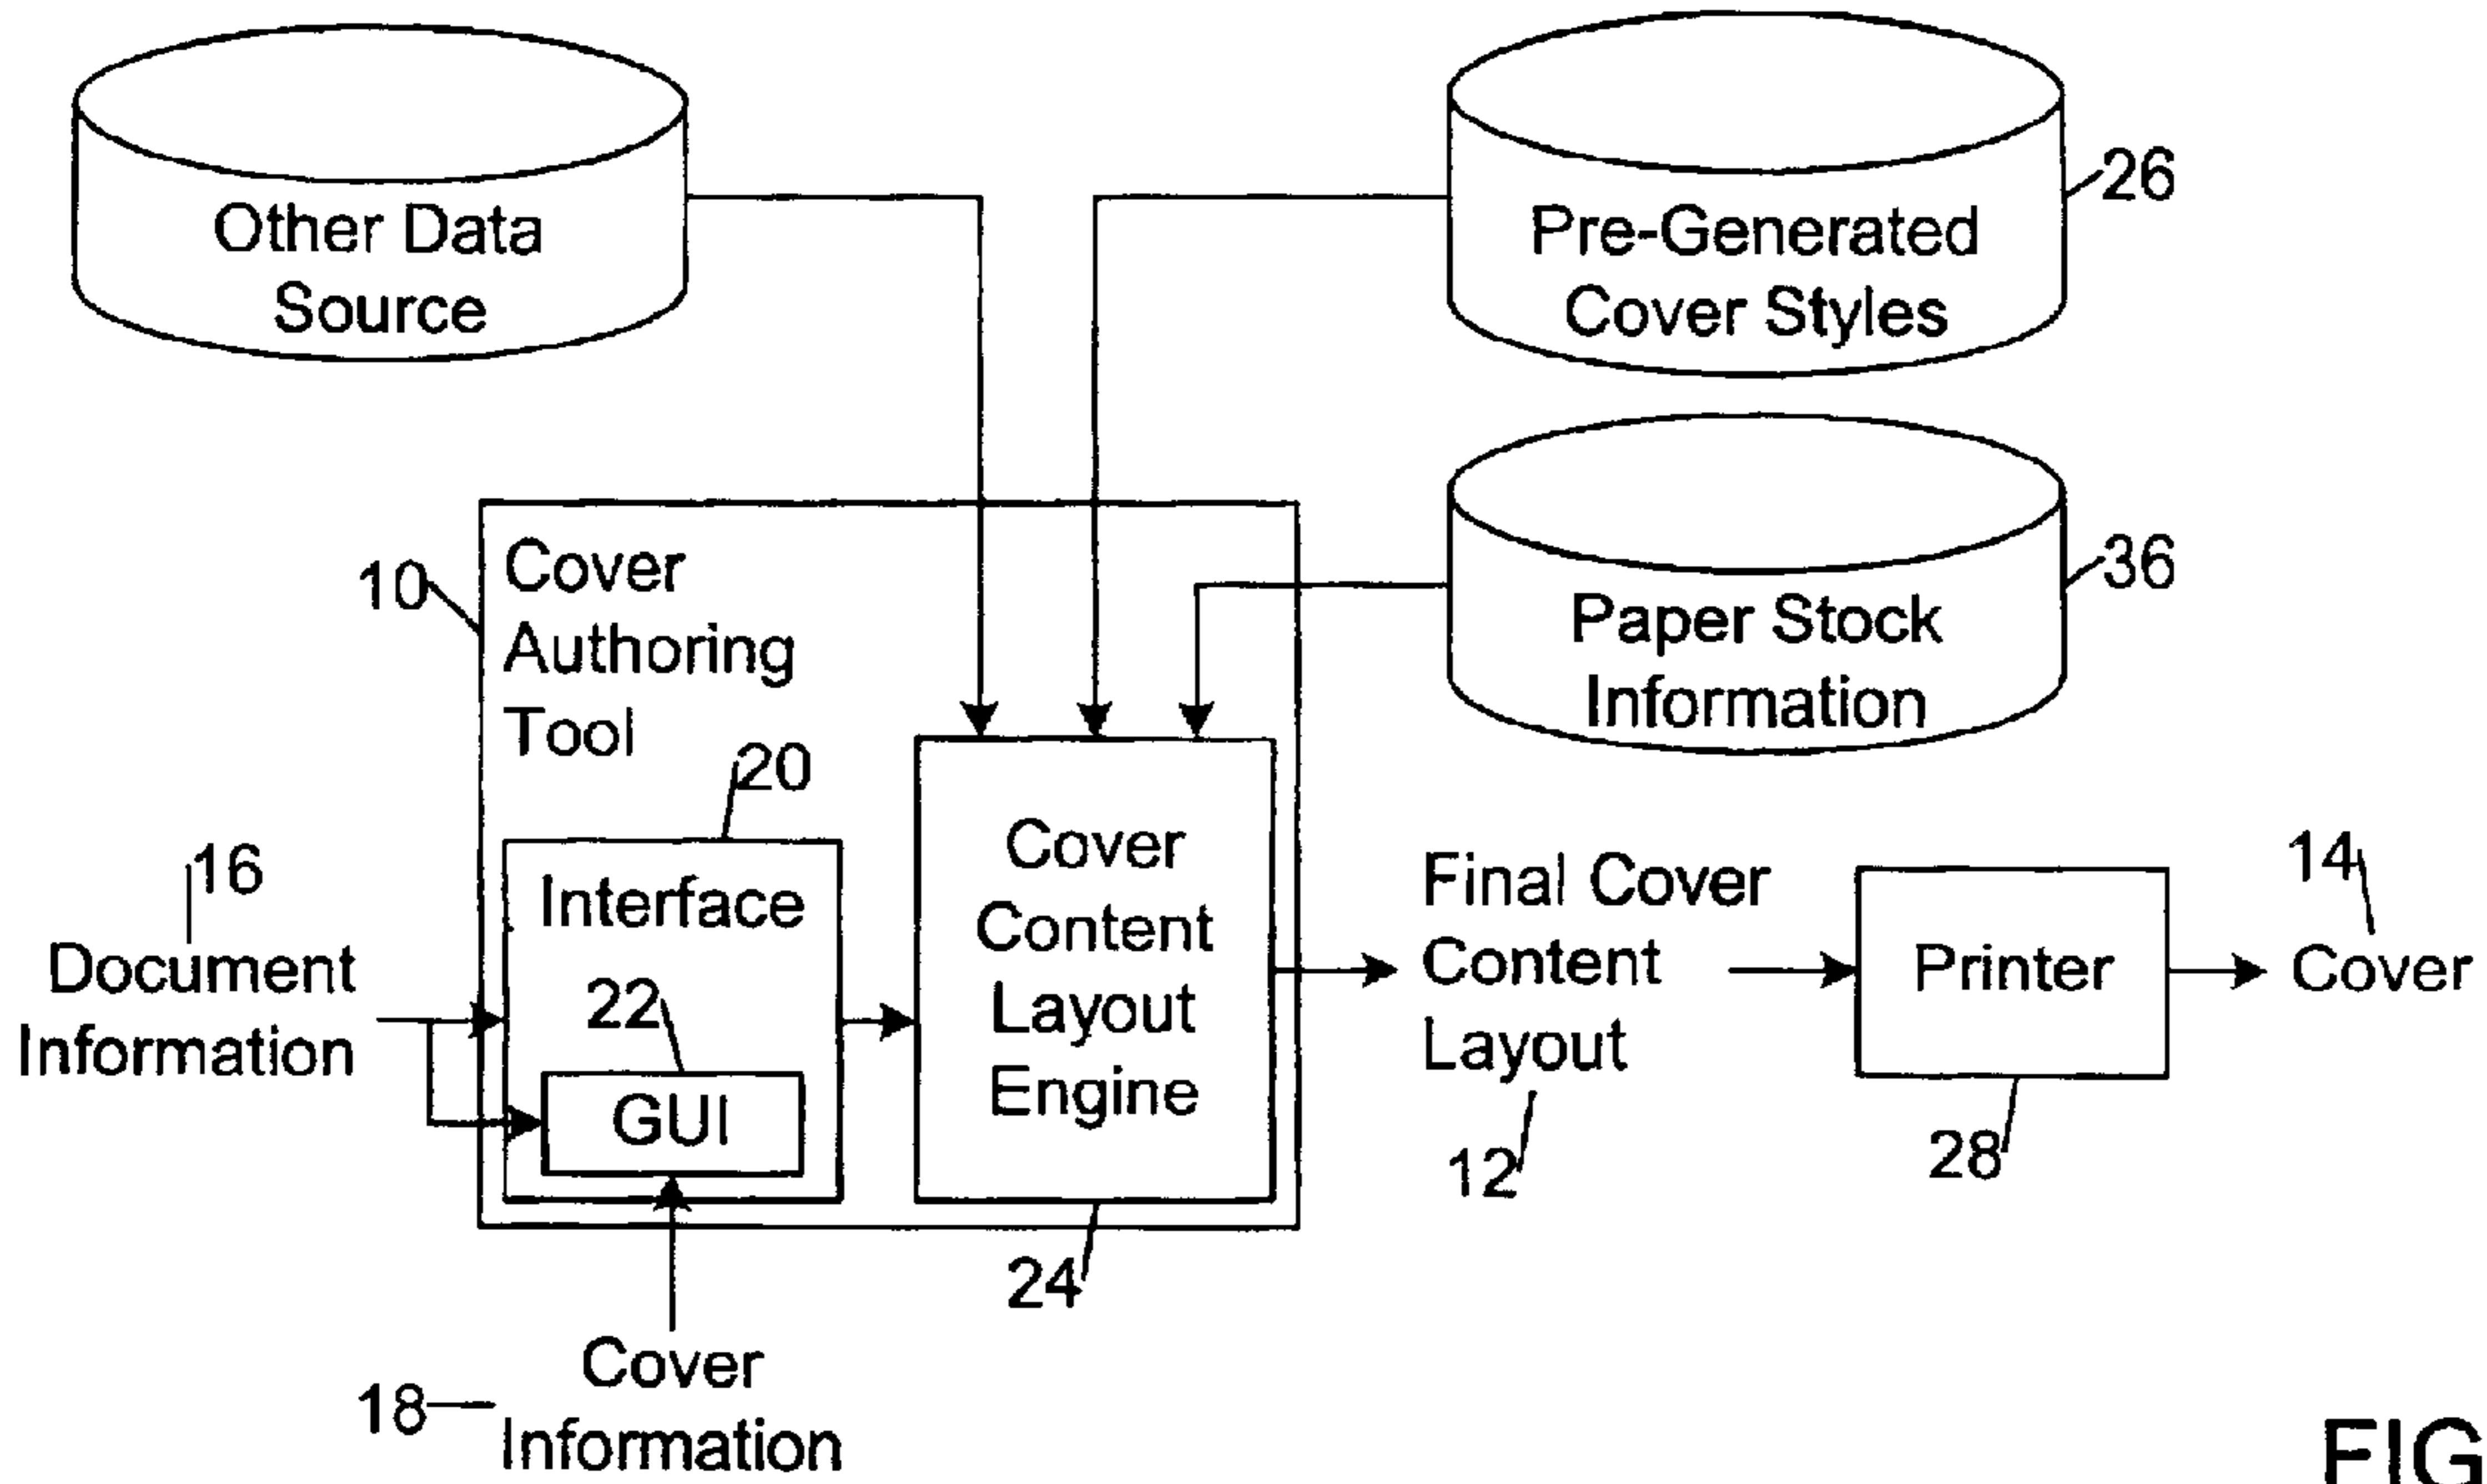 Other Data
Source
Pre-Generated
Cover Styles
26
Paper Stock
Information
36
10
Cover
Authoring
Tool
20
16
Document
Information
Interface
22
GUI
Cover
Content
Layout
Engine
24
Final Cover
Content
Layout
12
Printer
28
14
Cover
18
Cover
Information
FIG